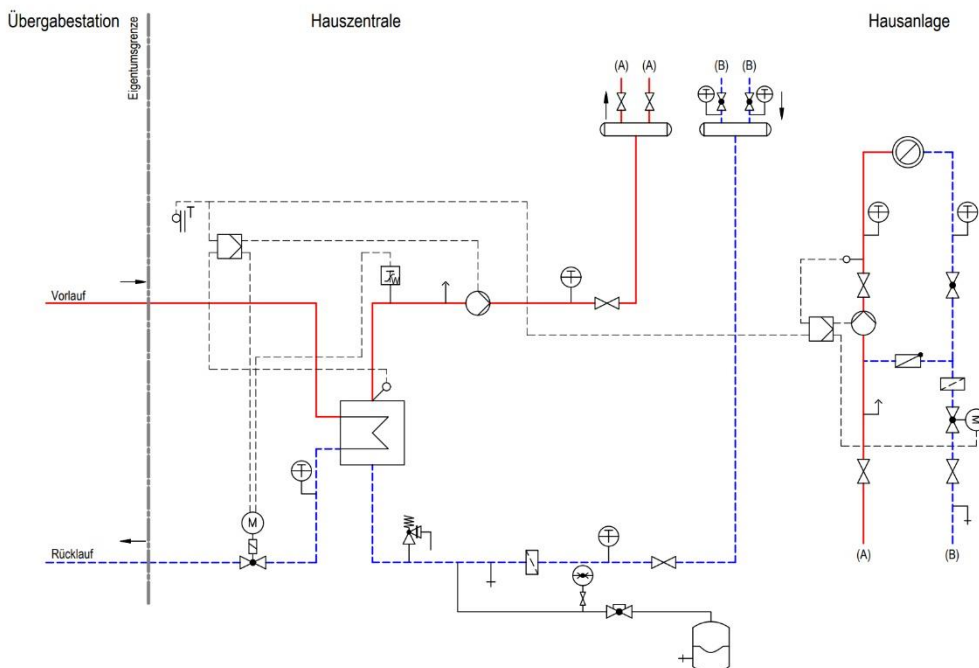 Übergabestation
Hauszentrale
Hausanlage
Eigentumsgrenze
(A)
(A)
(B)
(B)
T
T
T
T
T
T
Vorlauf
T
T
M
M
T
T
M
Rücklauf
(A)
(B)